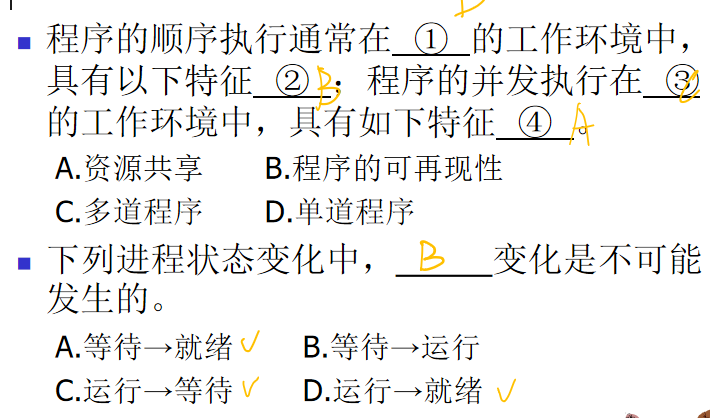 D
■ 程序的顺序执行通常在 ① 的工作环境中，
具有以下特征 ② B；程序的并发执行在 ③ C
的工作环境中，具有如下特征 ④ A。
A.资源共享 B.程序的可再现性
C.多道程序 D.单道程序
■ 下列进程状态变化中， B 变化是不可能
发生的。
A.等待→就绪 ✓ B.等待→运行
C.运行→等待 ✓ D.运行→就绪 ✓